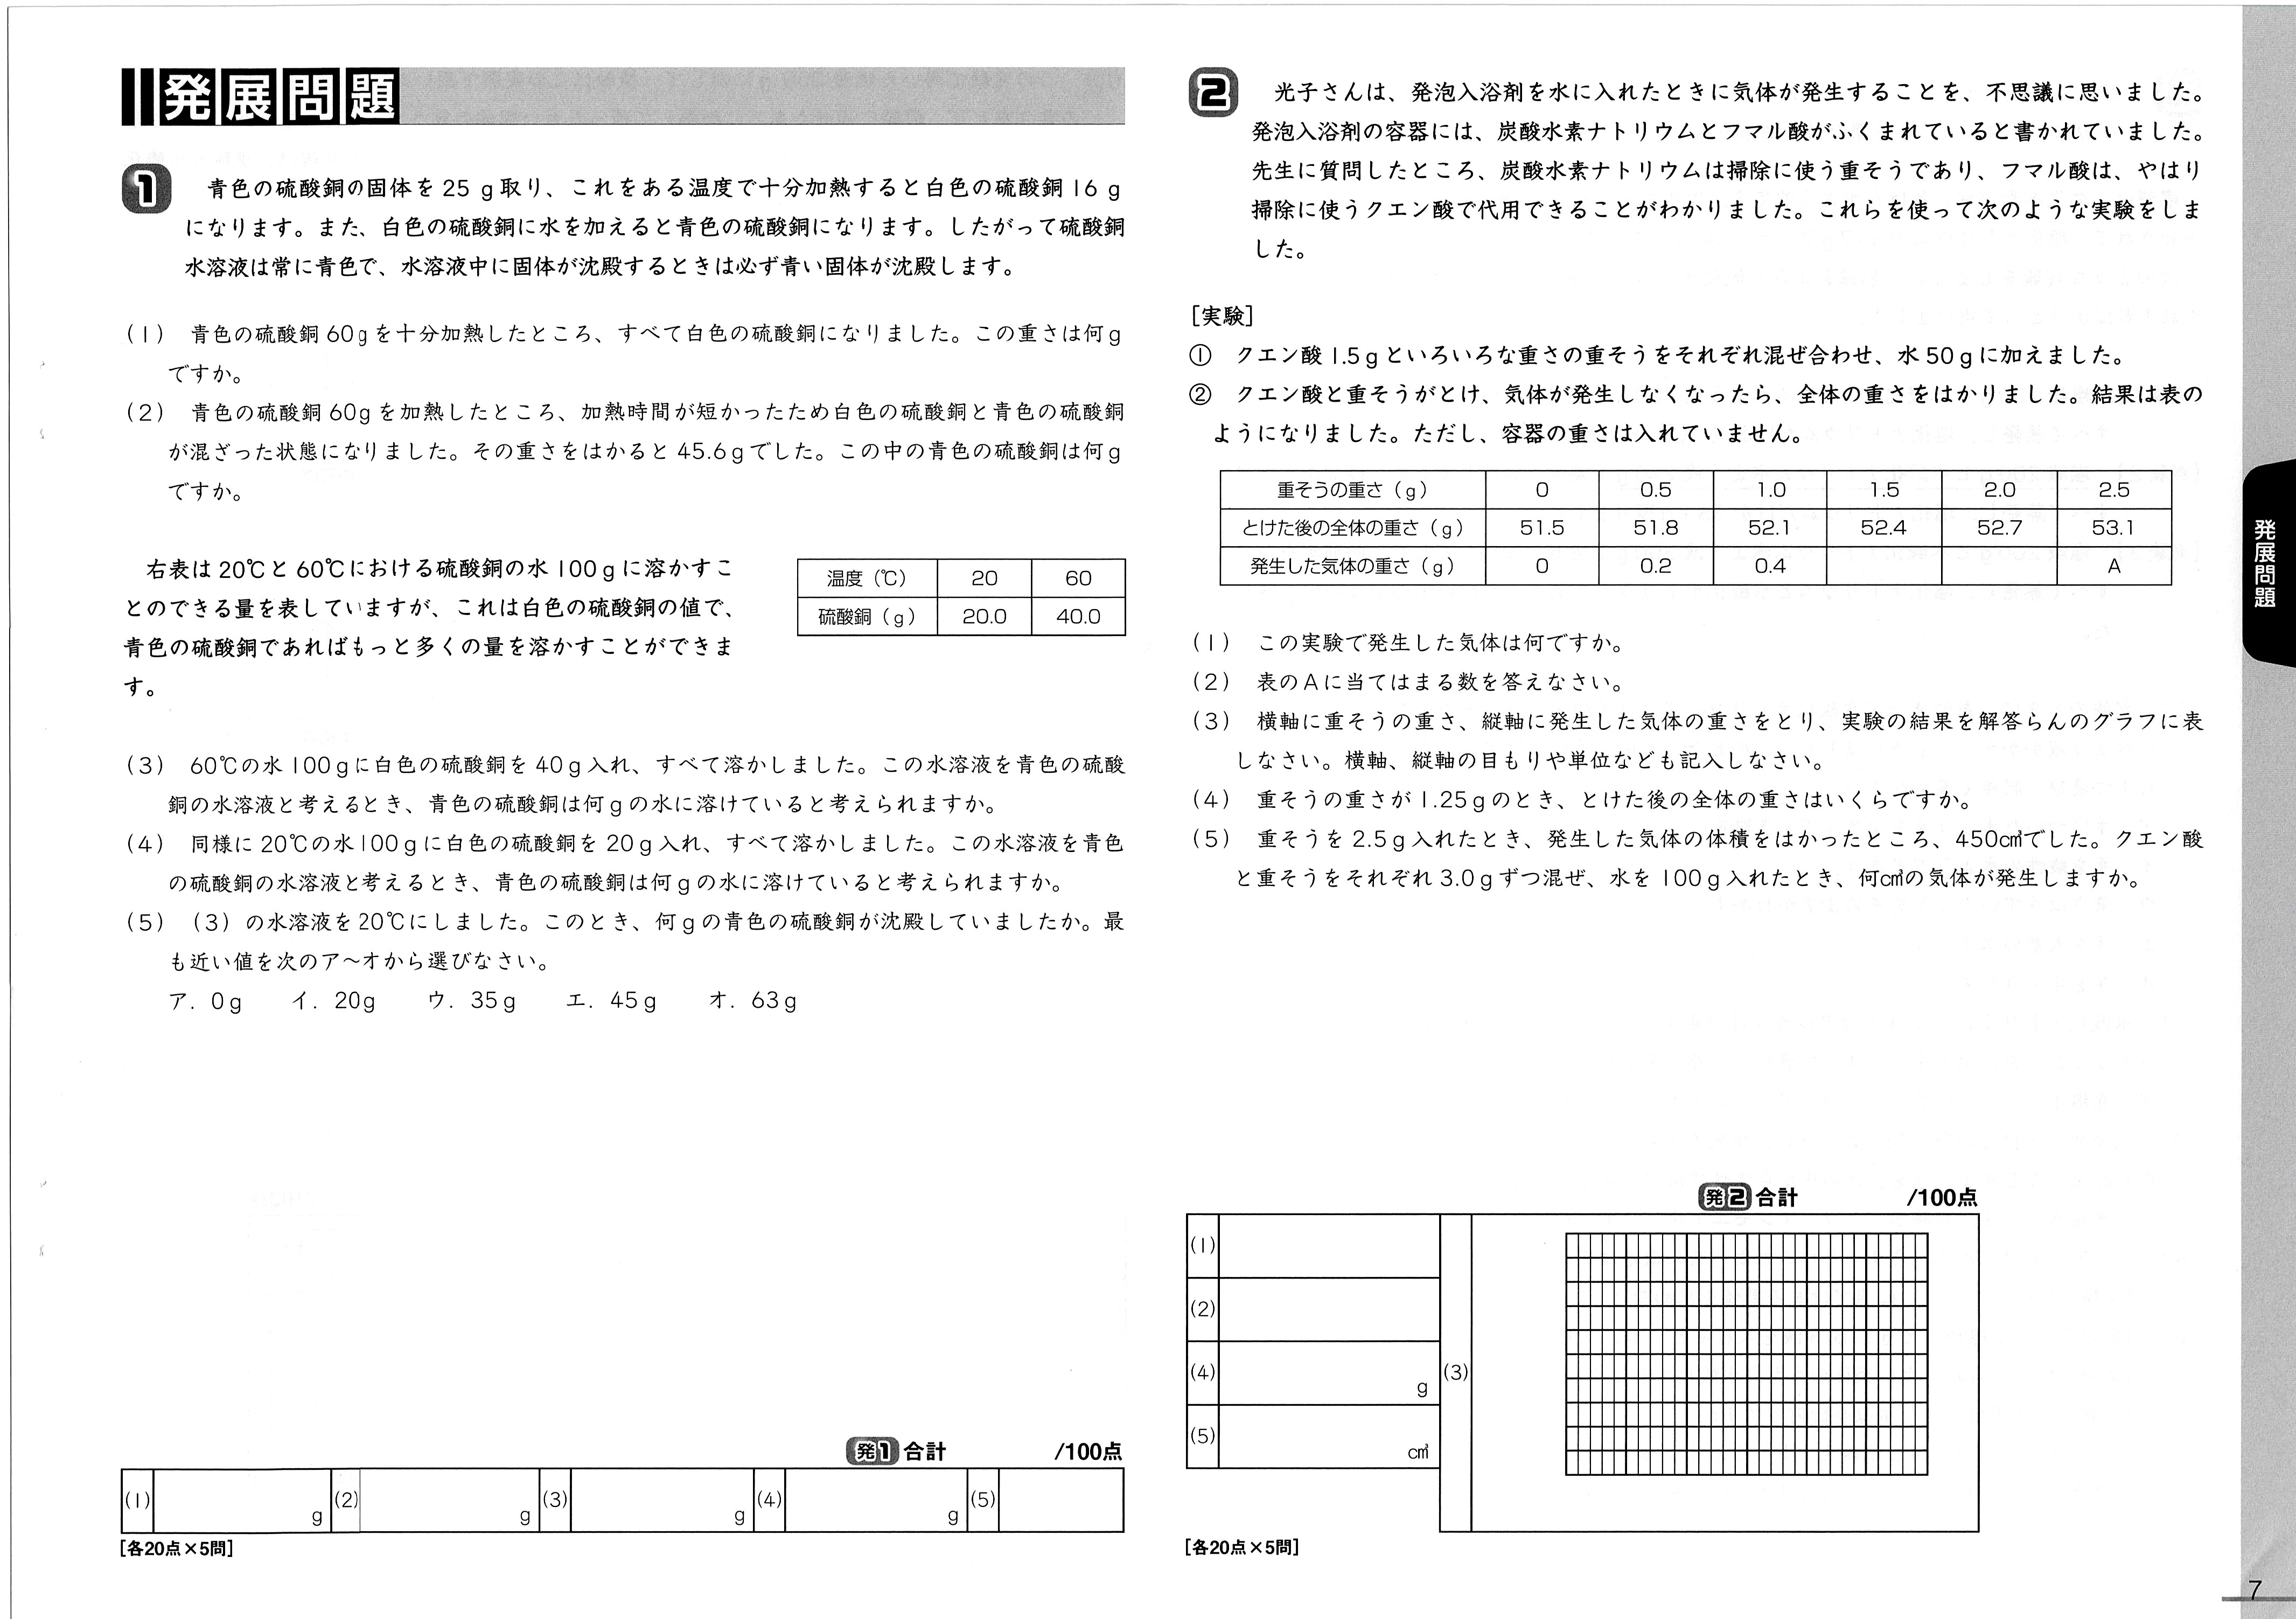 発展問題
1 青色の硫酸銅の固体を25g取り、これをある温度で十分加熱すると白色の硫酸銅16g
になります。また、白色の硫酸銅に水を加えると青色の硫酸銅になります。したがって硫酸銅
水溶液は常に青色で、水溶液中に固体が沈殿するときは必ず青い固体が沈殿します。
(1) 青色の硫酸銅60gを十分加熱したところ、すべて白色の硫酸銅になりました。この重さは何g
ですか。
(2) 青色の硫酸銅60gを加熱したところ、加熱時間が短かったため白色の硫酸銅と青色の硫酸銅
が混ざった状態になりました。その重さをはかると45.6gでした。この中の青色の硫酸銅は何g
ですか。
右表は20℃と60℃における硫酸銅の水100gに溶かすこ
とのできる量を表していますが、これは白色の硫酸銅の値で、
青色の硫酸銅であればもっと多くの量を溶かすことができま
す。
温度(℃) 20 60
硫酸銅(g) 20.0 40.0
(3) 60℃の水100gに白色の硫酸銅を40g入れ、すべて溶かしました。この水溶液を青色の硫酸
銅の水溶液と考えるとき、青色の硫酸銅は何gの水に溶けていると考えられますか。
(4) 同様に20℃の水100gに白色の硫酸銅を20g入れ、すべて溶かしました。この水溶液を青色
の硫酸銅の水溶液と考えるとき、青色の硫酸銅は何gの水に溶けていると考えられますか。
(5) (3)の水溶液を20℃にしました。このとき、何gの青色の硫酸銅が沈殿していましたか。最
も近い値を次のア〜オから選びなさい。
ア. 0g イ. 20g ウ. 35g エ. 45g オ. 63g
発1 合計 /100点
(1) g (2) g (3) g (4) g (5)
[各20点×5問]
2 光子さんは、発泡入浴剤を水に入れたときに気体が発生することを、不思議に思いました。
発泡入浴剤の容器には、炭酸水素ナトリウムとフマル酸がふくまれていると書かれていました。
先生に質問したところ、炭酸水素ナトリウムは掃除に使う重そうであり、フマル酸は、やはり
掃除に使うクエン酸で代用できることがわかりました。これらを使って次のような実験をしま
した。
[実験]
① クエン酸1.5gといろいろな重さの重そうをそれぞれ混ぜ合わせ、水50gに加えました。
② クエン酸と重そうがとけ、気体が発生しなくなったら、全体の重さをはかりました。結果は表の
ようになりました。ただし、容器の重さは入れていません。
重そうの重さ(g) 0 0.5 1.0 1.5 2.0 2.5
とけた後の全体の重さ(g) 51.5 51.8 52.1 52.4 52.7 53.1
発生した気体の重さ(g) 0 0.2 0.4 A
(1) この実験で発生した気体は何ですか。
(2) 表のAに当てはまる数を答えなさい。
(3) 横軸に重そうの重さ、縦軸に発生した気体の重さをとり、実験の結果を解答らんのグラフに表
しなさい。横軸、縦軸の目もりや単位なども記入しなさい。
(4) 重そうの重さが1.25gのとき、とけた後の全体の重さはいくらですか。
(5) 重そうを2.5g入れたとき、発生した気体の体積をはかったところ、450㎤でした。クエン酸
と重そうをそれぞれ3.0gずつ混ぜ、水を100g入れたとき、何㎤の気体が発生しますか。
発2 合計 /100点
(1)
(2)
(4) g
(5) ㎤
(3)
[各20点×5問]
発展問題
7